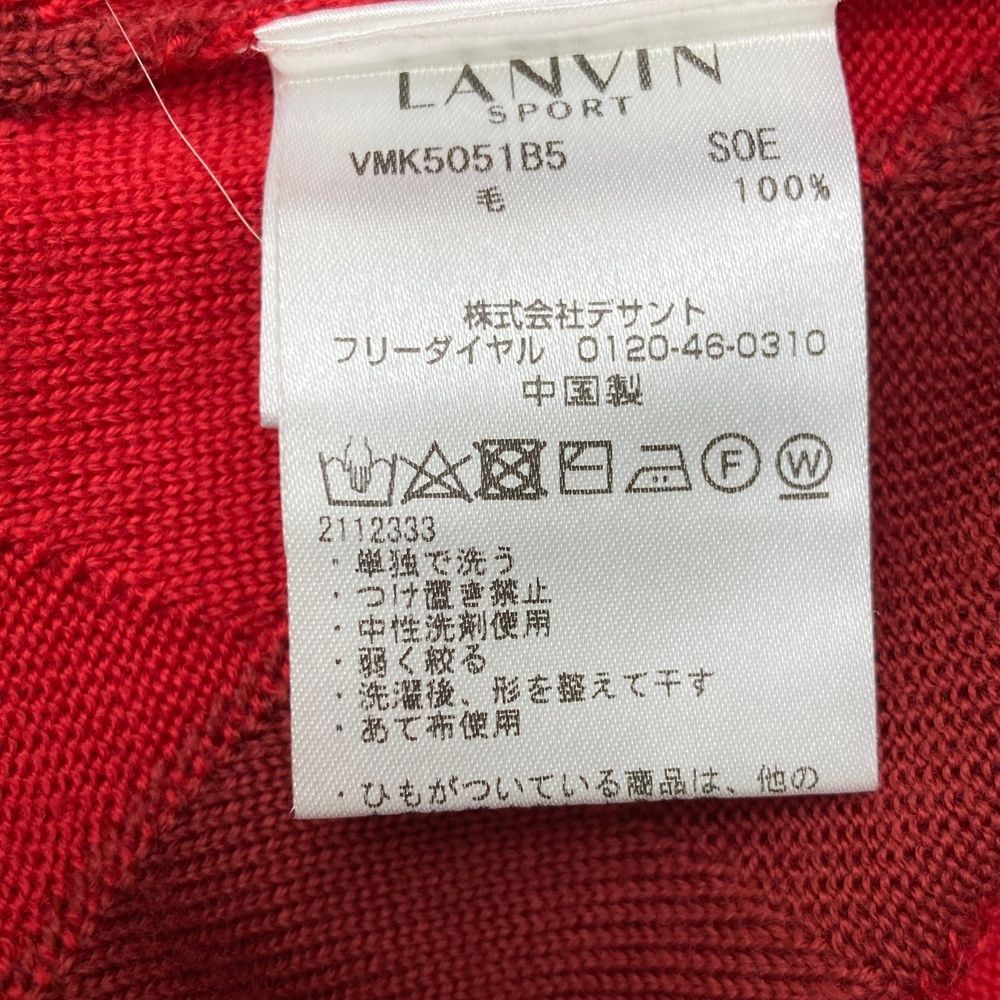 LANVIN
SPORT
VMK5051B5 SOE
毛 100%
株式会社デサント
フリーダイヤル 0120-46-0310
中国製
F W
2112333
・単独で洗う
・つけ置き禁止
・中性洗剤使用
・弱く絞る
・洗濯後、形を整えて干す
・あて布使用
・ひもがついている商品は、他の